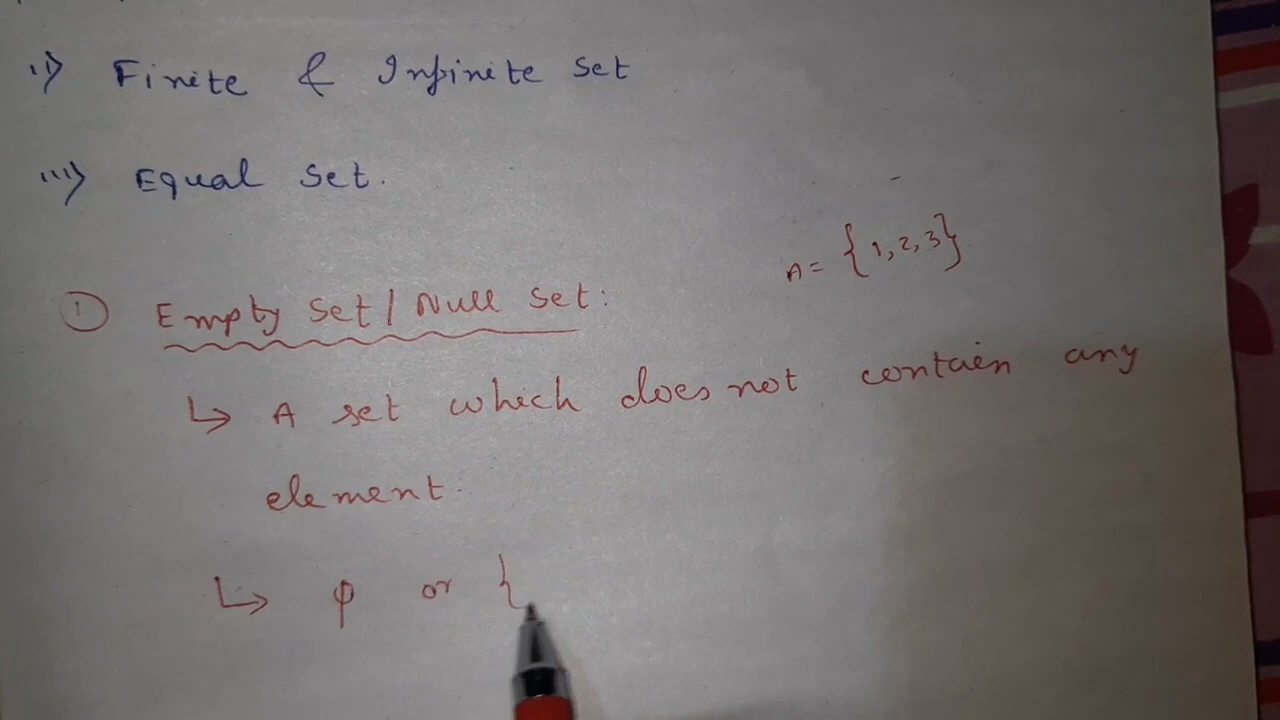 ii) Finite & Infinite set
iii) Equal set.
A = {1, 2, 3}
① Empty set / Null set:
↳ A set which does not contain any
element.
↳ φ or {